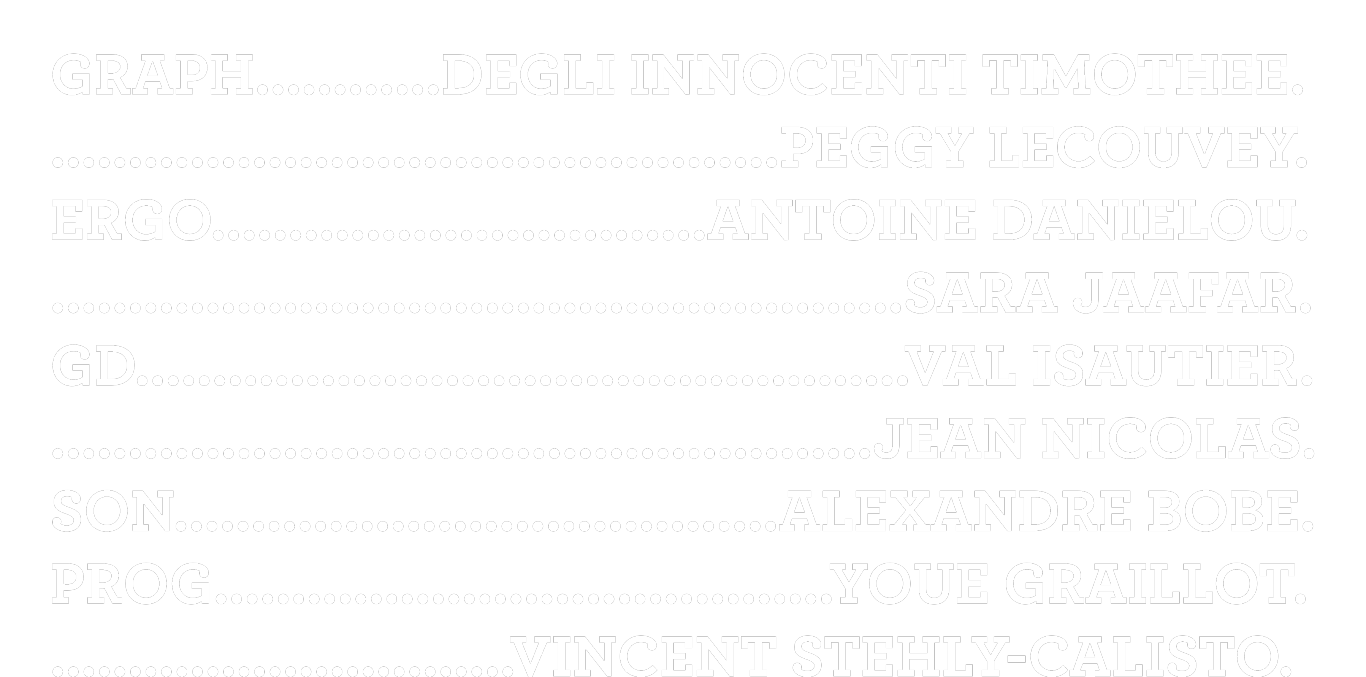 GRAPH............DEGLI INNOCENTI TIMOTHEE.
...............................................PEGGY LECOUVEY.
ERGO................................ANTOINE DANIELOU.
.......................................................SARA JAAFAR.
GD..................................................VAL ISAUTIER.
.....................................................JEAN NICOLAS.
SON.......................................ALEXANDRE BOBE.
PROG........................................YOUE GRAILLOT.
..............................VINCENT STEHLY-CALISTO.